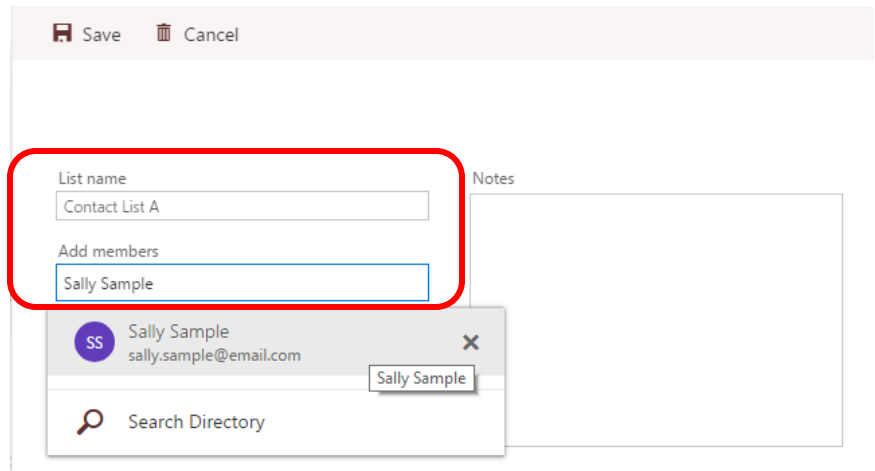 Save Cancel
List name
Contact List A
Add members
Sally Sample
Notes
SS
Sally Sample
sally.sample@email.com
Sally Sample
Search Directory